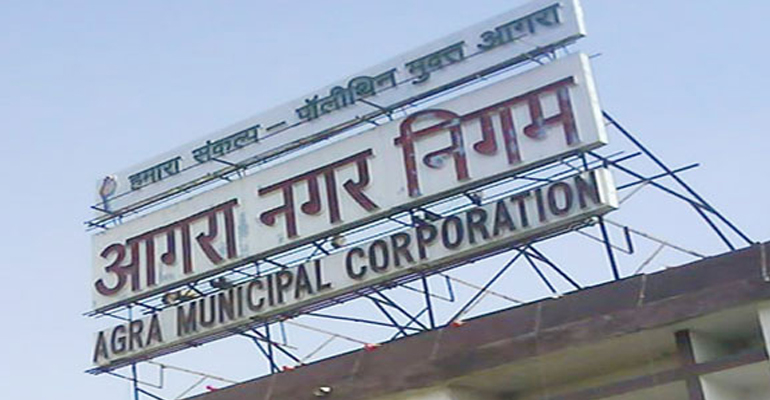 हमारा संकल्प - पॉलीथिन मुक्त आगरा
आगरा नगर निगम
AGRA MUNICIPAL CORPORATION